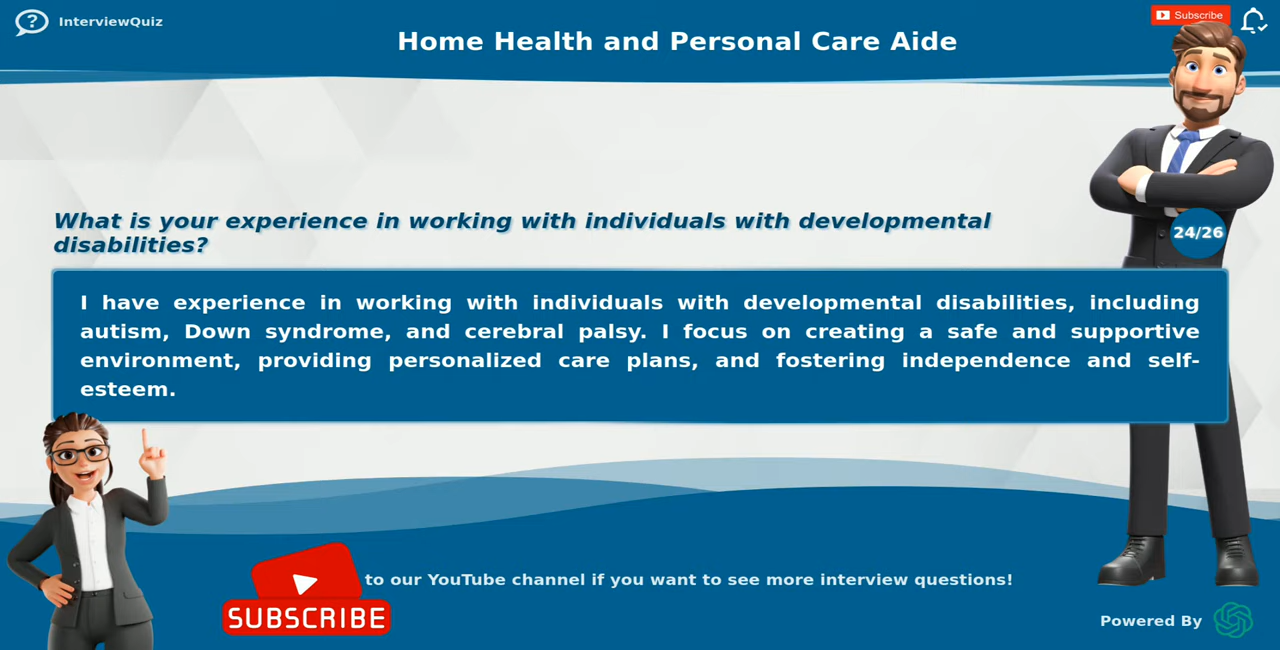 InterviewQuiz
Subscribe
Home Health and Personal Care Aide
What is your experience in working with individuals with developmental
disabilities?
24/26
I have experience in working with individuals with developmental disabilities, including
autism, Down syndrome, and cerebral palsy. I focus on creating a safe and supportive
environment, providing personalized care plans, and fostering independence and self-
esteem.
to our YouTube channel if you want to see more interview questions!
SUBSCRIBE
Powered By